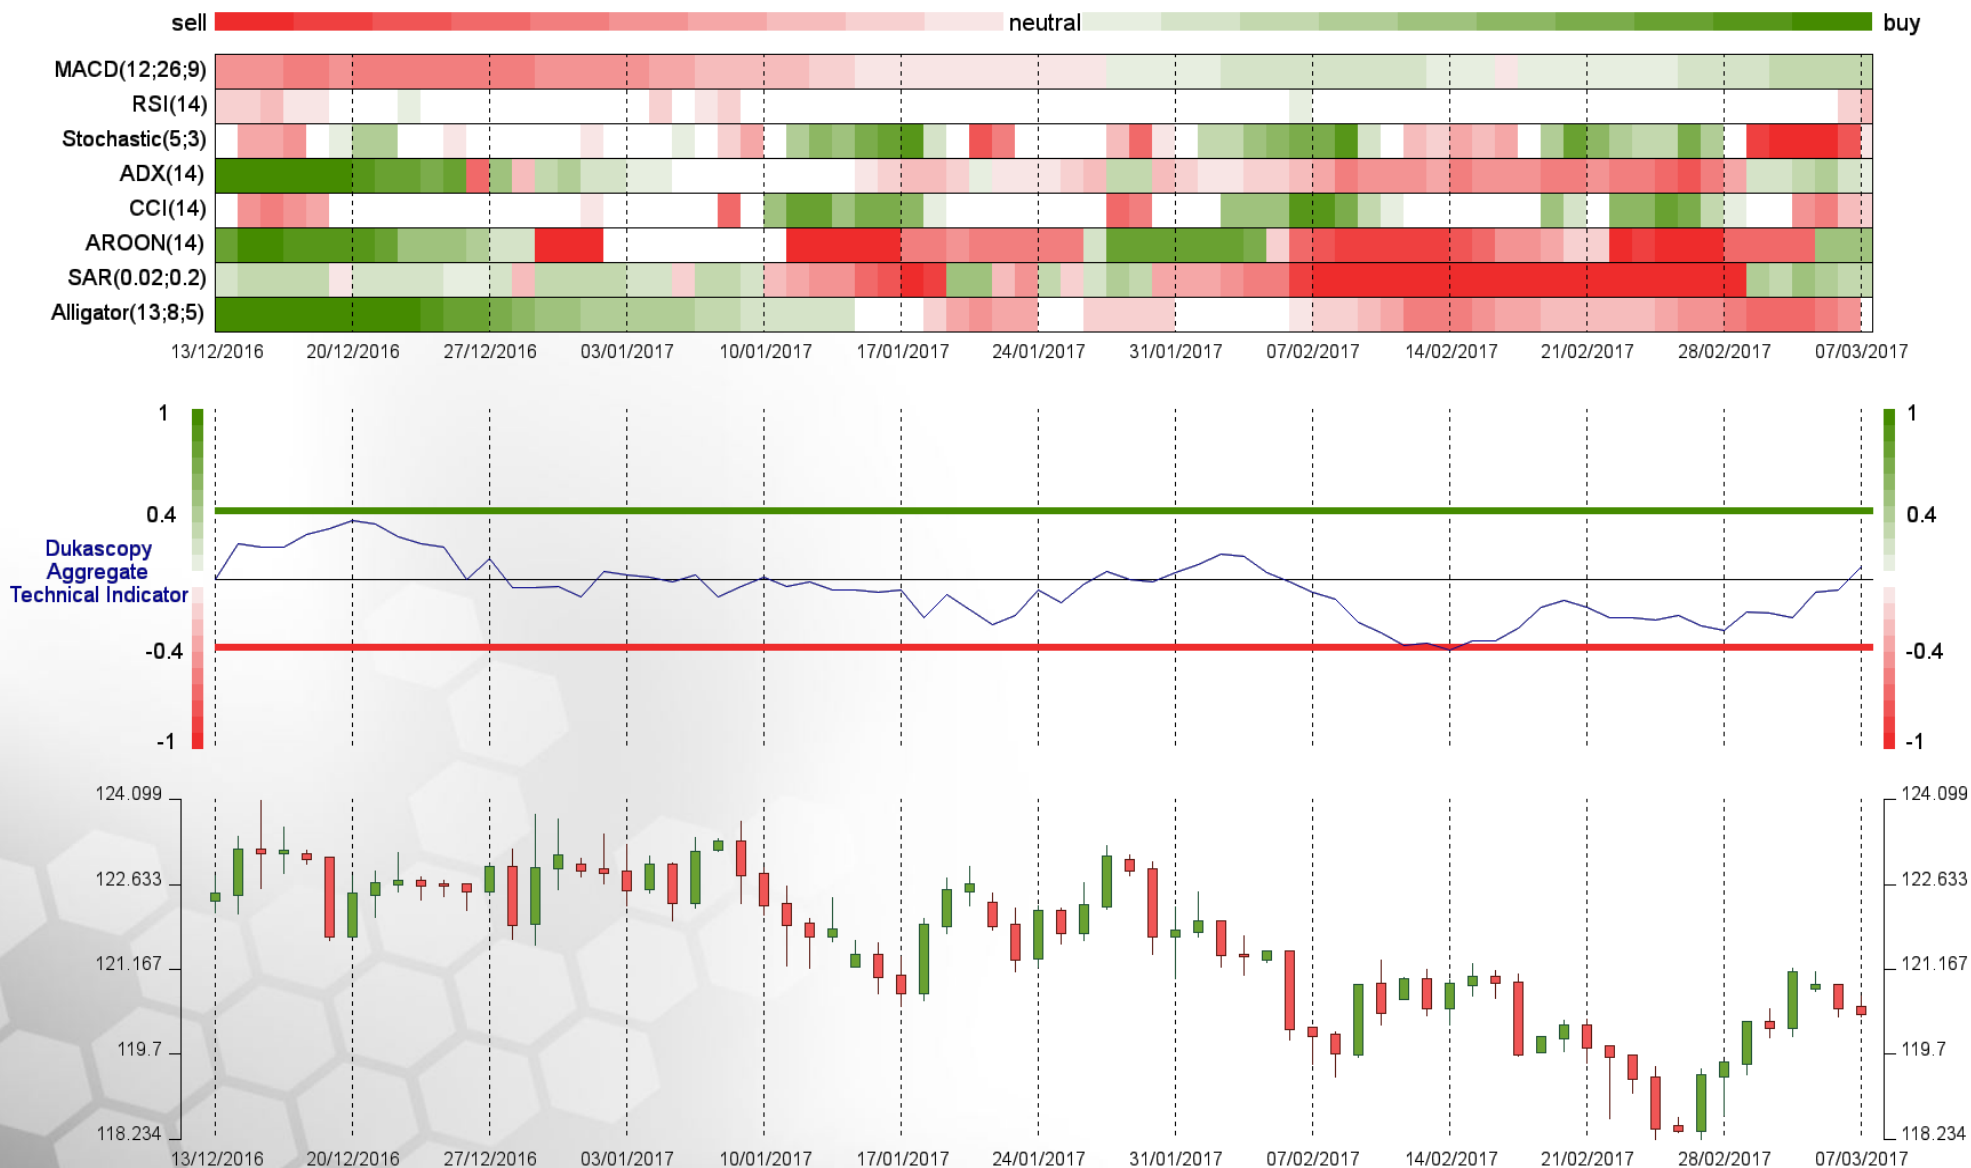 sell neutral buy
MACD(12;26;9)
RSI(14)
Stochastic(5;3)
ADX(14)
CCI(14)
AROON(14)
SAR(0.02;0.2)
Alligator(13;8;5)
13/12/2016 20/12/2016 27/12/2016 03/01/2017 10/01/2017 17/01/2017 24/01/2017 31/01/2017 07/02/2017 14/02/2017 21/02/2017 28/02/2017 07/03/2017
1 1
0.4 0.4
Dukascopy
Aggregate
Technical Indicator
-0.4 -0.4
-1 -1
124.099 124.099
122.633 122.633
121.167 121.167
119.7 119.7
118.234 118.234
13/12/2016 20/12/2016 27/12/2016 03/01/2017 10/01/2017 17/01/2017 24/01/2017 31/01/2017 07/02/2017 14/02/2017 21/02/2017 28/02/2017 07/03/2017